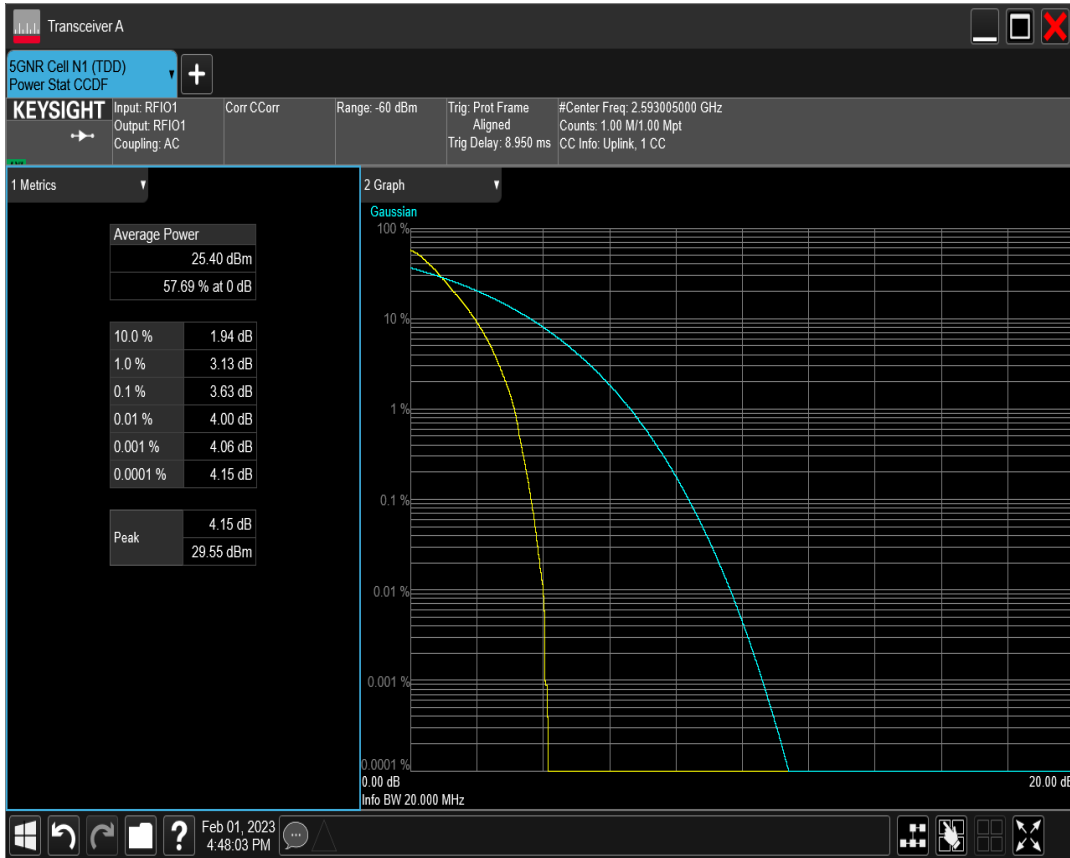 Transceiver A
5GNR Cell N1 (TDD)
Power Stat CCDF
KEYSIGHT
Input: RFIO1
Output: RFIO1
Coupling: AC
Corr CCorr
Range: -60 dBm
Trig: Prot Frame
Aligned
Trig Delay: 8.950 ms
#Center Freq: 2.593005000 GHz
Counts: 1.00 M/1.00 Mpt
CC Info: Uplink, 1 CC
1 Metrics
Average Power
25.40 dBm
57.69 % at 0 dB
10.0 % 1.94 dB
1.0 % 3.13 dB
0.1 % 3.63 dB
0.01 % 4.00 dB
0.001 % 4.06 dB
0.0001 % 4.15 dB
Peak
4.15 dB
29.55 dBm
2 Graph
Gaussian
100 %
10 %
1 %
0.1 %
0.01 %
0.001 %
0.0001 %
0.00 dB
20.00 dB
Info BW 20.000 MHz
?
Feb 01, 2023
4:48:03 PM